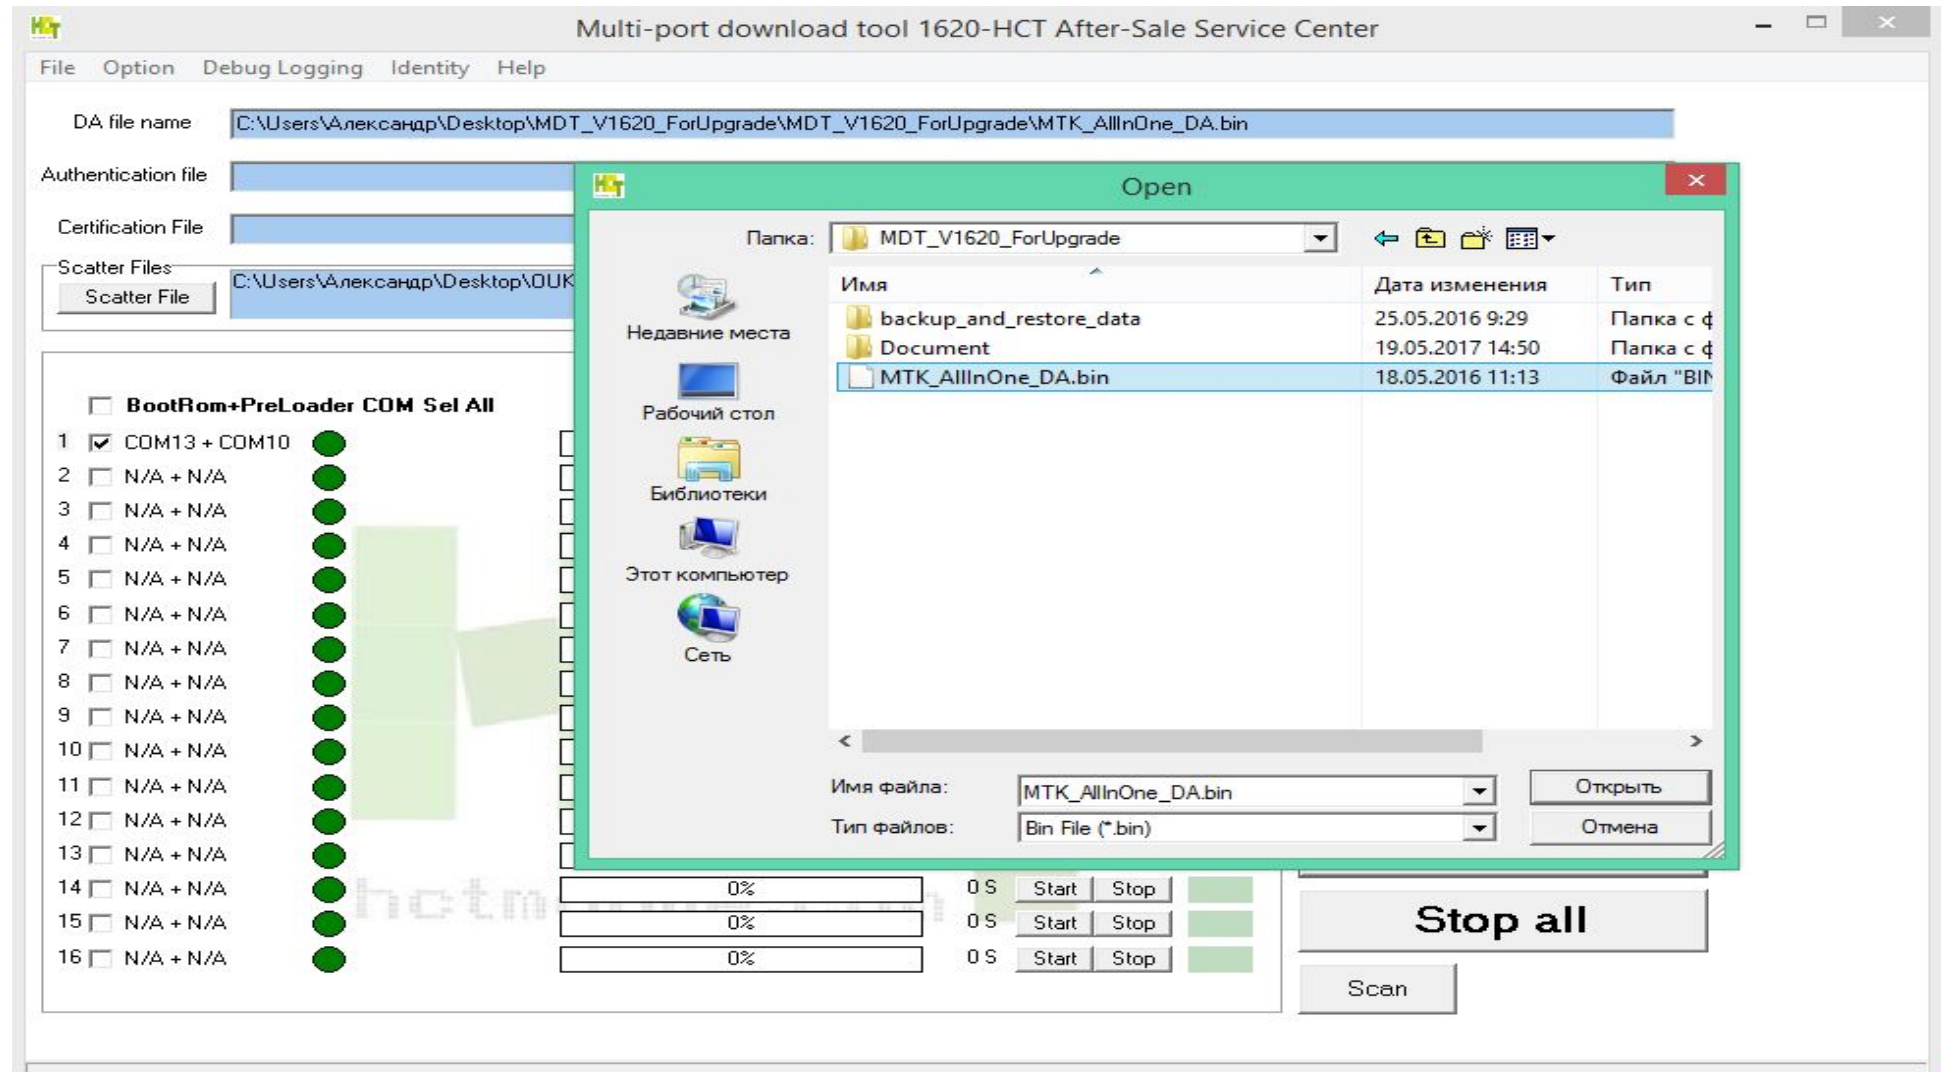 Multi-port download tool 1620-HCT After-Sale Service Center
File Option Debug Logging Identity Help
DA file name C:\Users\Александр\Desktop\MDT_V1620_ForUpgrade\MDT_V1620_ForUpgrade\MTK_AllInOne_DA.bin
Authentication file
Certification File
Scatter Files
Scatter File C:\Users\Александр\Desktop\OUK
HCT Open
Папка: MDT_V1620_ForUpgrade
Имя Дата изменения Тип
backup_and_restore_data 25.05.2016 9:29 Папка с ф
Document 19.05.2017 14:50 Папка с ф
MTK_AllInOne_DA.bin 18.05.2016 11:13 Файл "BIN
Недавние места
Рабочий стол
Библиотеки
Этот компьютер
Сеть
Имя файла: MTK_AllInOne_DA.bin Открыть
Тип файлов: Bin File (*.bin) Отмена
BootRom+PreLoader COM Sel All
1 COM13 + COM10
2 N/A + N/A
3 N/A + N/A
4 N/A + N/A
5 N/A + N/A
6 N/A + N/A
7 N/A + N/A
8 N/A + N/A
9 N/A + N/A
10 N/A + N/A
11 N/A + N/A
12 N/A + N/A
13 N/A + N/A
14 N/A + N/A 0% 0 S Start Stop
15 N/A + N/A 0% 0 S Start Stop
16 N/A + N/A 0% 0 S Start Stop
Stop all
Scan